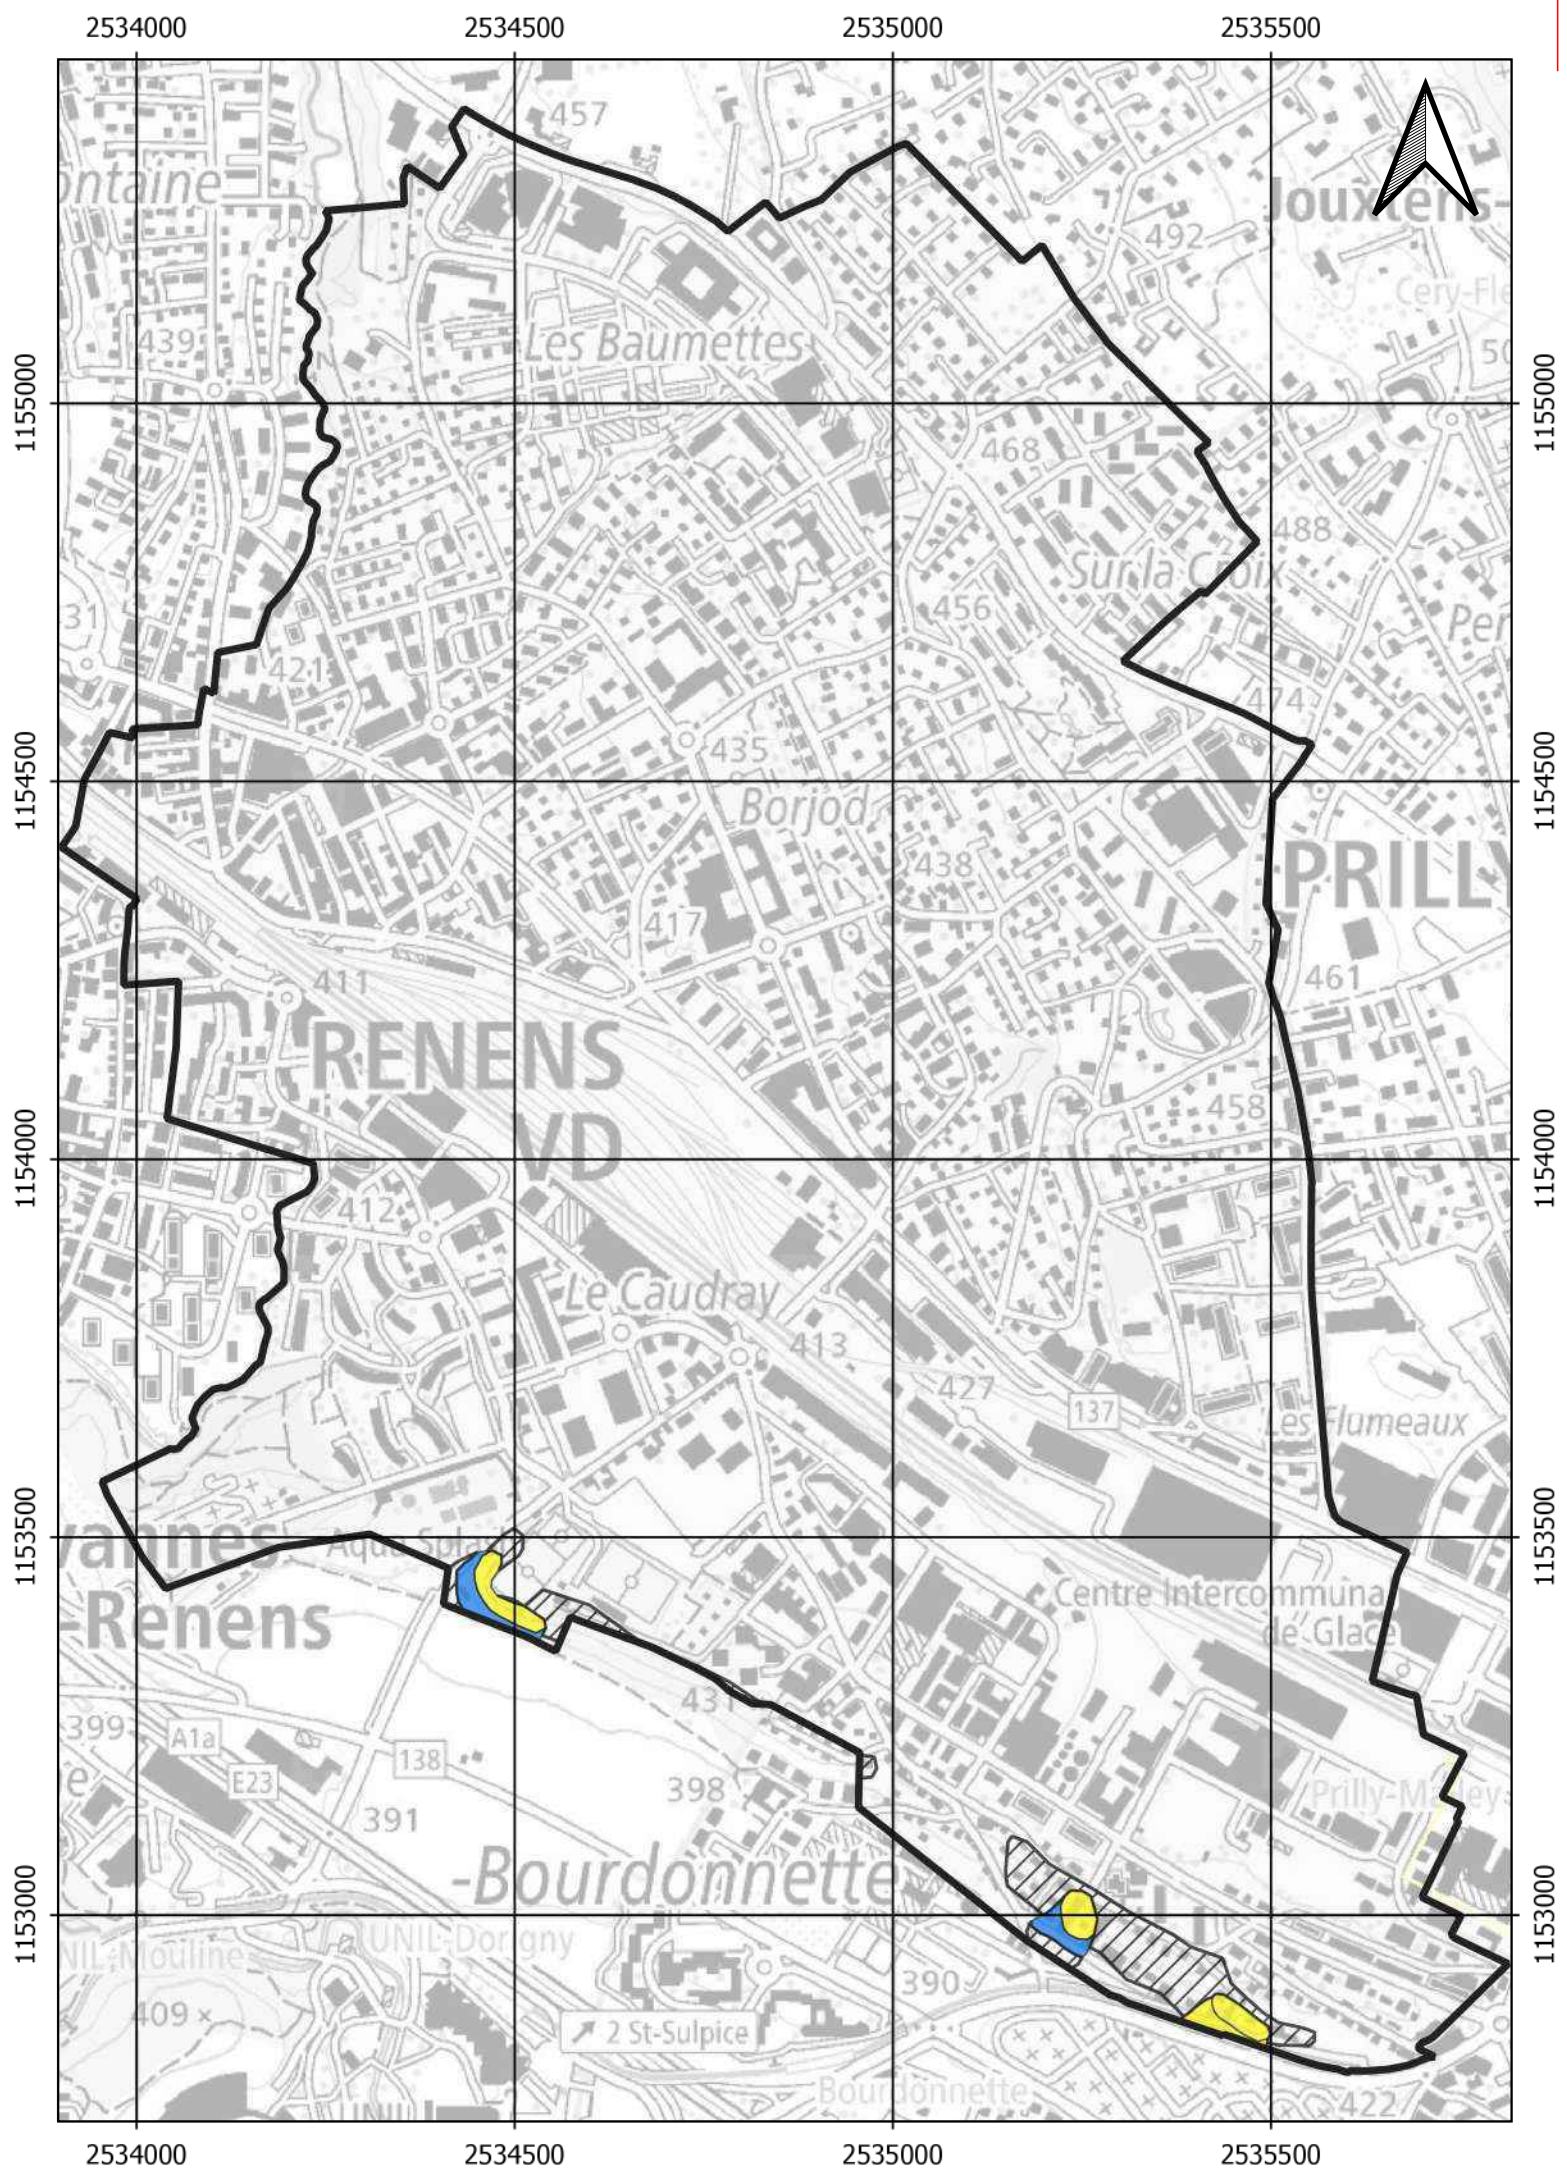 2534000 2534500 2535000 2535500
457
ontaine
Jouxtens-
492
Cery-Fle
439
Les Baumettes
50
1155000 1155000
468
488
Sur la Croix
456
31
Per
421
474
435
1154500 1154500
Borjod
438
PRILLY
417
461
411
RENENS
VD
458
1154000 1154000
412
Le Caudray
413
427
137
Les Flumeaux
1153500 1153500
vannes
Aqua Splas
-Renens
Centre Intercommuna
de Glace
431
399
A1a
138
E23
e
398
Prilly-Malley
391
-Bourdonnette
1153000 1153000
NIL-Mouline
NIL-Dorigny
390
409
2 St-Sulpice
Bourdonnette
422
UNIL
2534000 2534500 2535000 2535500